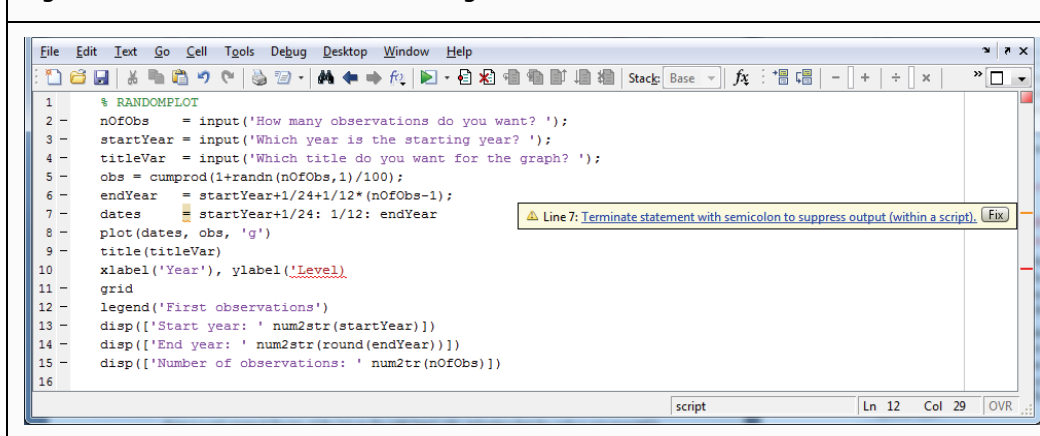 File Edit Text Go Cell Tools Debug Desktop Window Help
Stack: Base fx - + ÷ × »
1 % RANDOMPLOT
2 – nOfObs = input('How many observations do you want? ');
3 – startYear = input('Which year is the starting year? ');
4 – titleVar = input('Which title do you want for the graph? ');
5 – obs = cumprod(1+randn(nOfObs,1)/100);
6 – endYear = startYear+1/24+1/12*(nOfObs-1);
7 – dates = startYear+1/24: 1/12: endYear
Line 7: Terminate statement with semicolon to suppress output (within a script). Fix
8 – plot(dates, obs, 'g')
9 – title(titleVar)
10 xlabel('Year'), ylabel('Level)
11 – grid
12 – legend('First observations')
13 – disp(['Start year: ' num2str(startYear)])
14 – disp(['End year: ' num2str(round(endYear))])
15 – disp(['Number of observations: ' num2tr(nOfObs)])
16
script Ln 12 Col 29 OVR